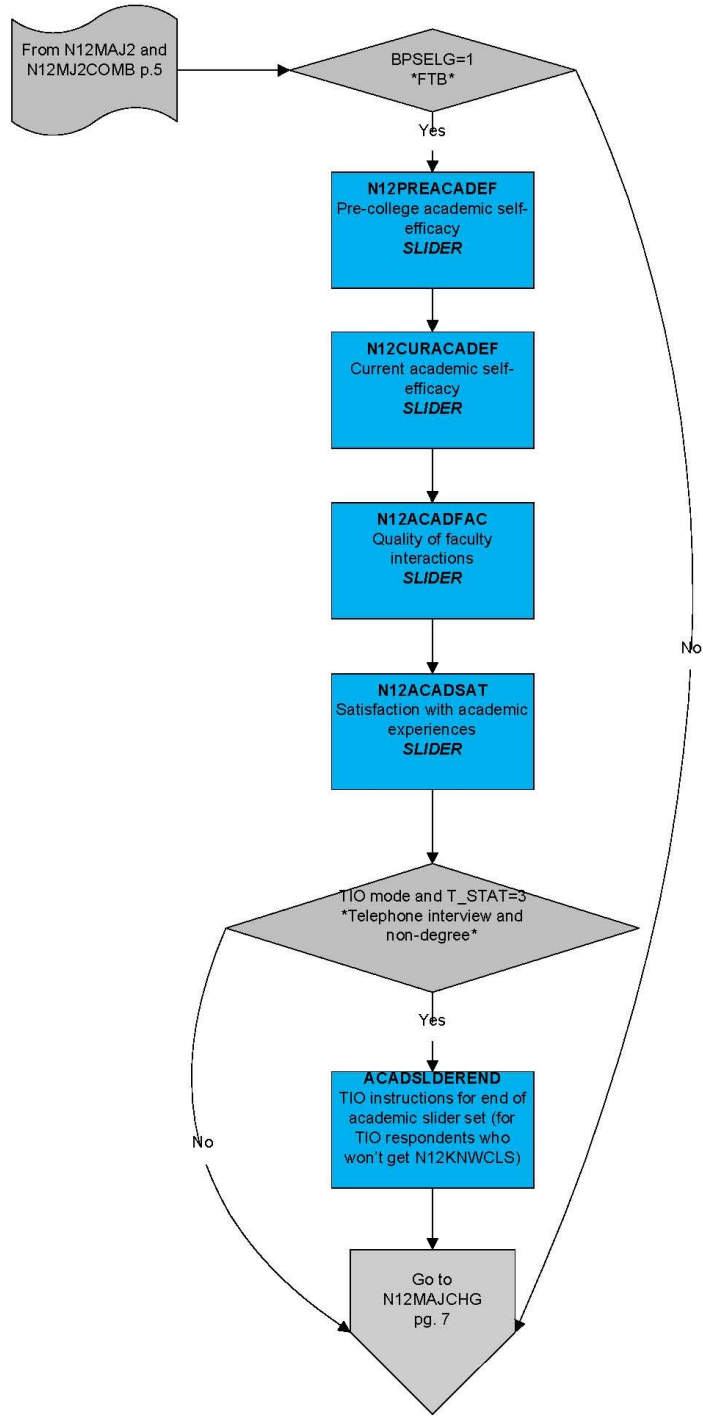 From N12MAJ2 and
N12MJ2COMB p.5
BPSELG=1
*FTB*
Yes
N12PREACADEF
Pre-college academic self-
efficacy
SLIDER
N12CURACADEF
Current academic self-
efficacy
SLIDER
N12ACADFAC
Quality of faculty
interactions
SLIDER
No
N12ACADSAT
Satisfaction with academic
experiences
SLIDER
TIO mode and T_STAT=3
*Telephone interview and
non-degree*
Yes
ACADSLDEREND
TIO instructions for end of
academic slider set (for
TIO respondents who
won't get N12KNWCLS)
No
Go to
N12MAJCHG
pg. 7